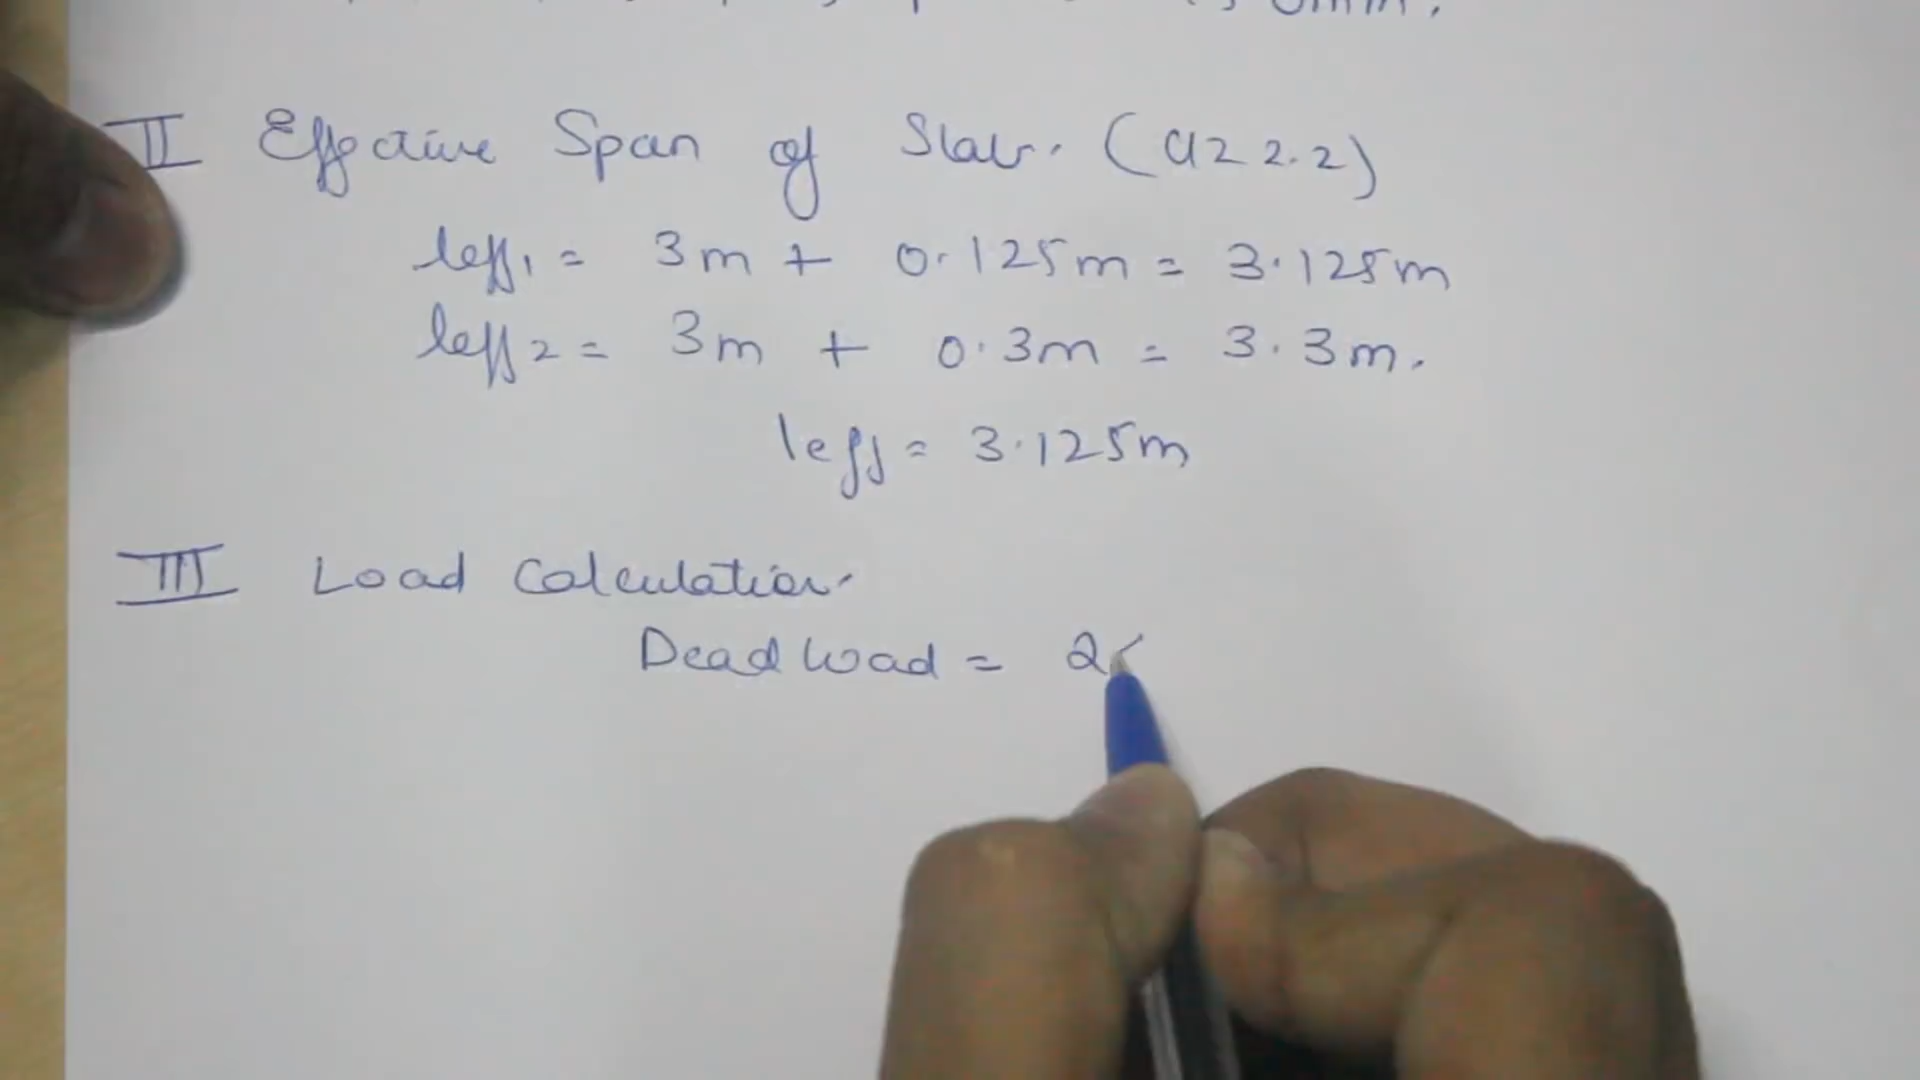 II Effective Span of Slab. (Cl 22.2)
leff1 = 3m + 0.125m = 3.125m
leff2 = 3m + 0.3m = 3.3m.
leff = 3.125m
III Load Calculation.
Dead load = 2